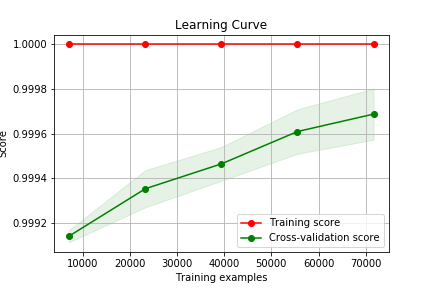 Learning Curve
1.0000
0.9998
0.9996
0.9994
0.9992
Score
Training score
Cross-validation score
10000 20000 30000 40000 50000 60000 70000
Training examples